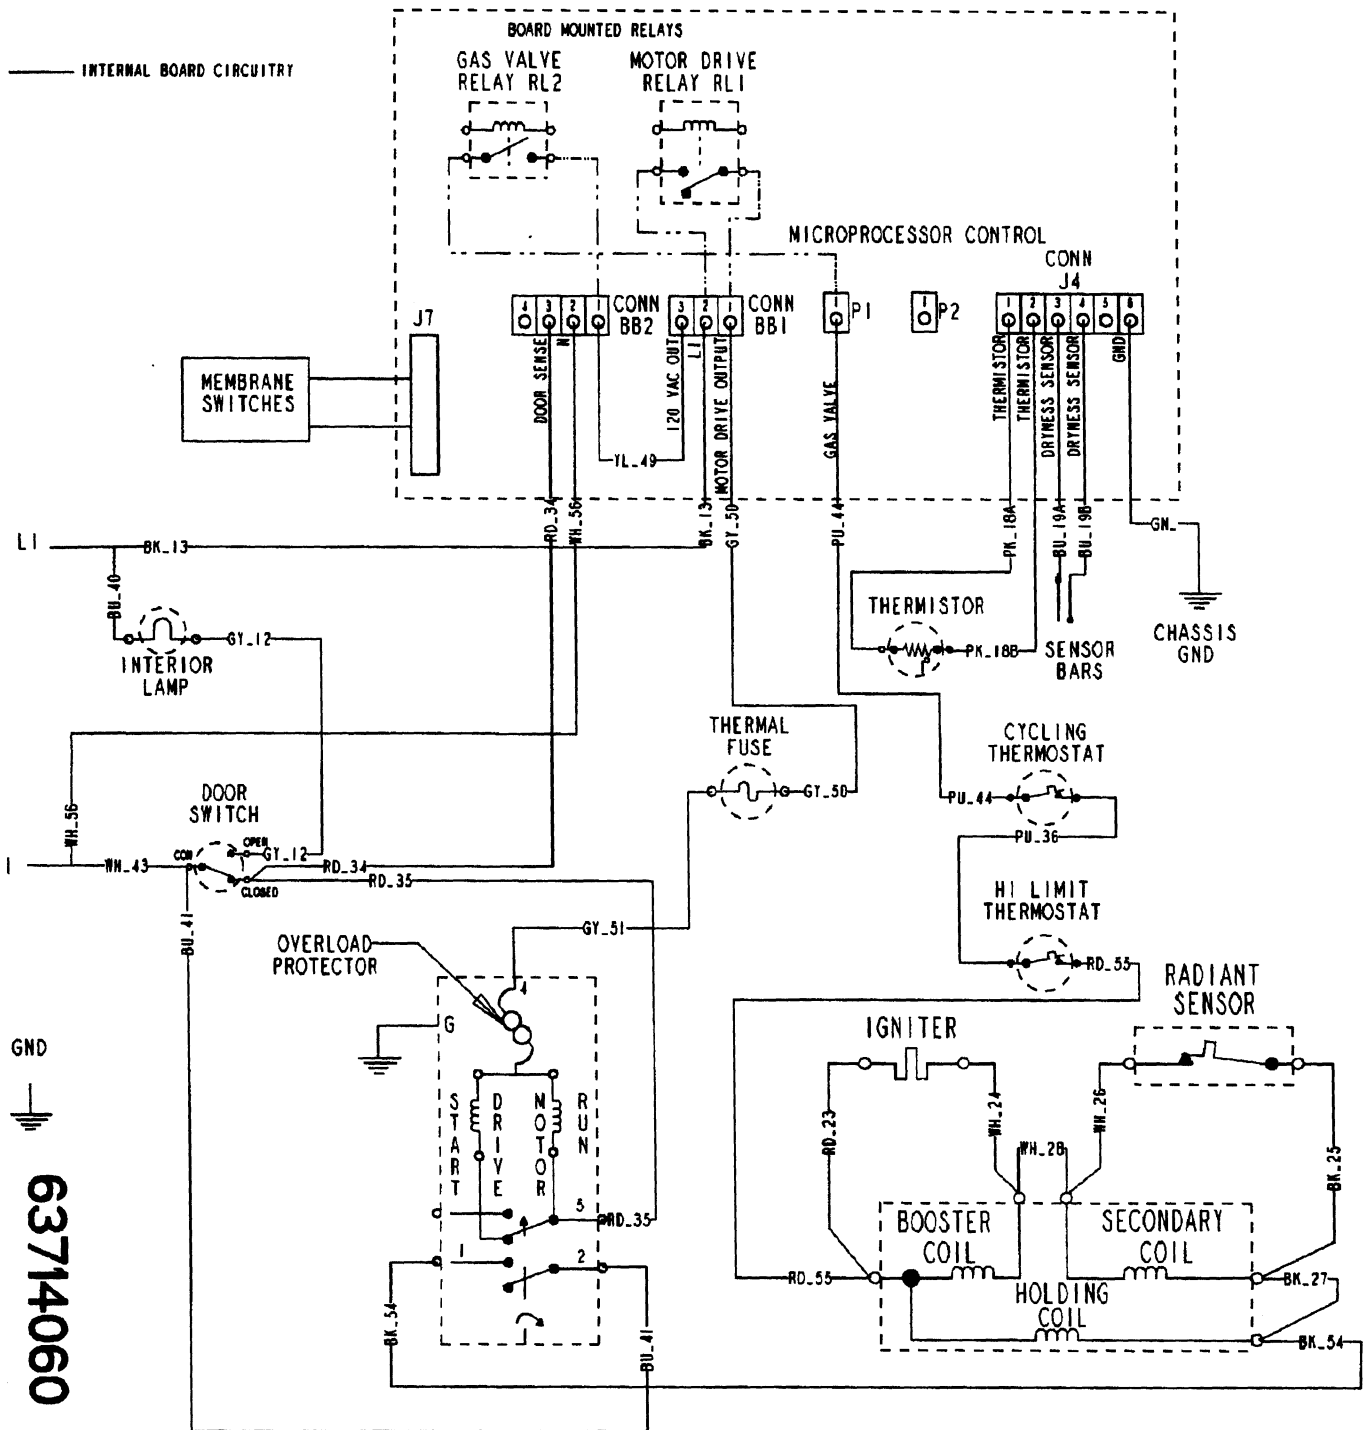 BOARD MOUNTED RELAYS
INTERNAL BOARD CIRCUITRY
GAS VALVE
RELAY RL2
MOTOR DRIVE
RELAY RL1
MICROPROCESSOR CONTROL
CONN
J4
4 3 2 1
CONN
BB2
3 2 1
CONN
BB1
1
P1
1
P2
1 2 3 4 5 6
J7
MEMBRANE
SWITCHES
DOOR SENSE
N
120 VAC OUT
L1
MOTOR DRIVE OUTPUT
GAS VALVE
THERMISTOR
THERMISTOR
DRYNESS SENSOR
DRYNESS SENSOR
GND
YL_49
RD_34
WH_56
BK_13
GY_50
PU_44
PK_18A
BU_19A
BU_19B
GN_
L1
BK_13
BU_40
GY_12
INTERIOR
LAMP
THERMISTOR
PK_18B
SENSOR
BARS
CHASSIS
GND
THERMAL
FUSE
GY_50
CYCLING
THERMOSTAT
PU_44
PU_36
DOOR
SWITCH
WH_56
COM
OPEN
GY_12
WH_43
RD_34
RD_35
CLOSED
BU_41
HI LIMIT
THERMOSTAT
RD_55
GY_51
OVERLOAD
PROTECTOR
4
G
RADIANT
SENSOR
IGNITER
GND
START
DRIVE
MOTOR
RUN
RD_23
WH_24
WH_26
WH_28
BK_25
5
RD_35
1
2
BOOSTER
COIL
SECONDARY
COIL
RD_55
HOLDING
COIL
BK_27
BK_54
BK_54
BU_41
63714060